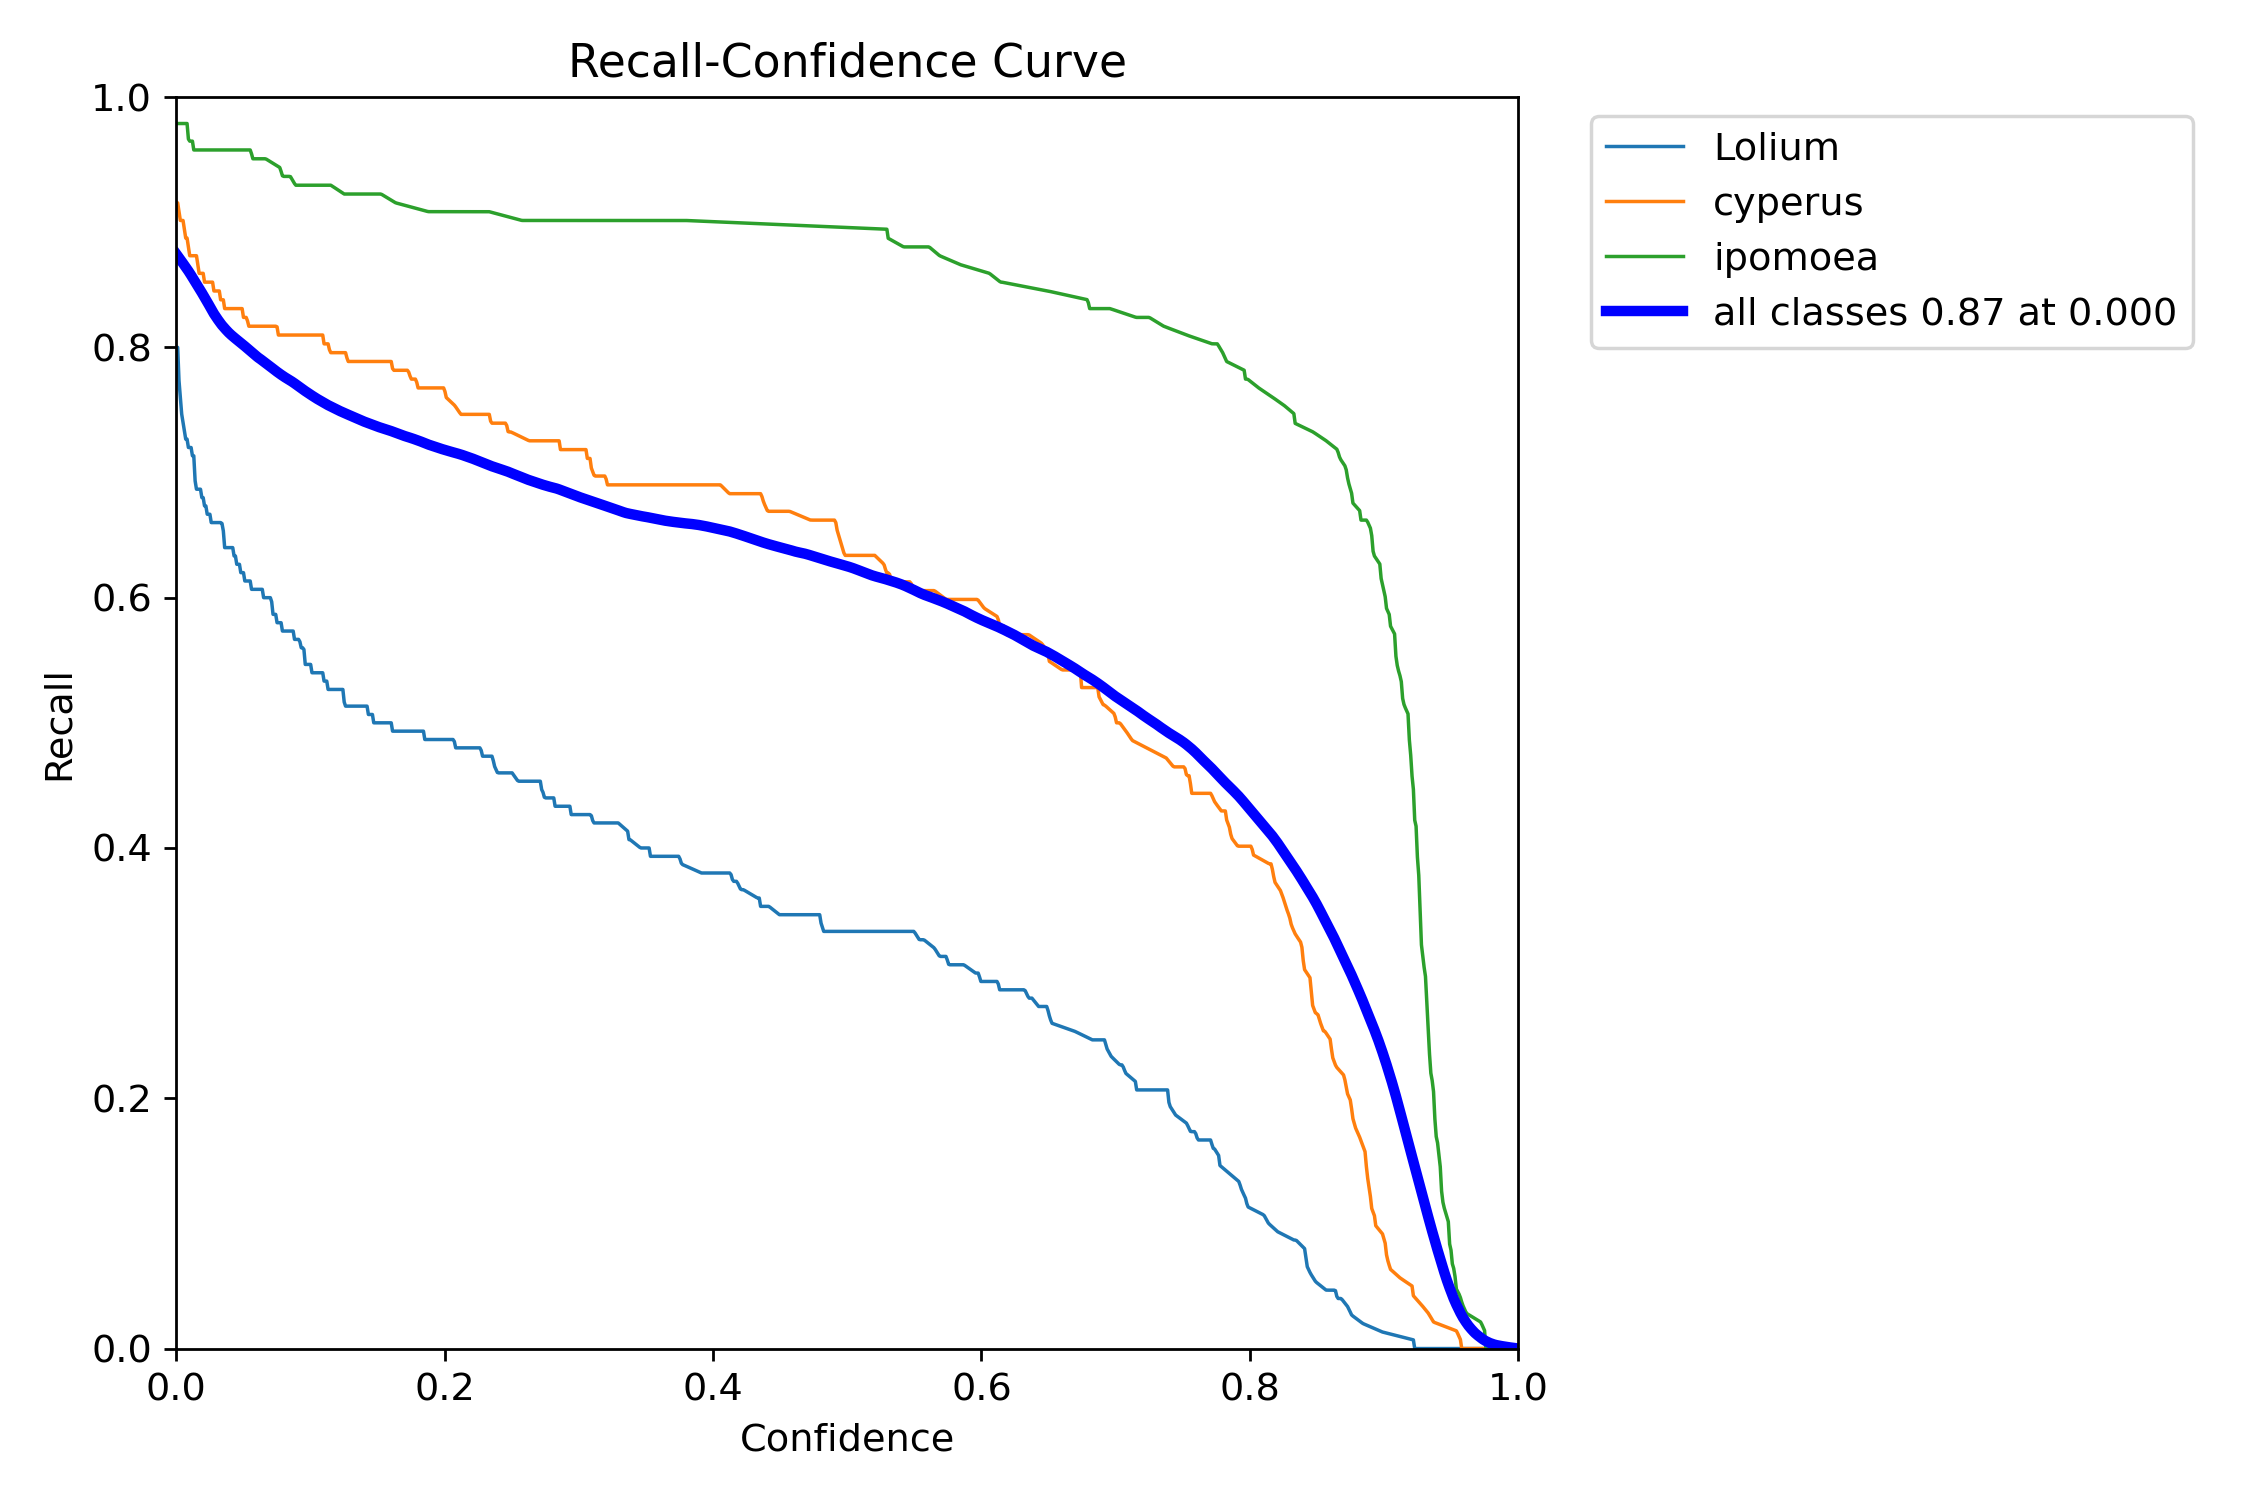 Recall-Confidence Curve
1.0
0.8
0.6
0.4
0.2
0.0
Recall
0.0 0.2 0.4 0.6 0.8 1.0
Confidence
Lolium
cyperus
ipomoea
all classes 0.87 at 0.000